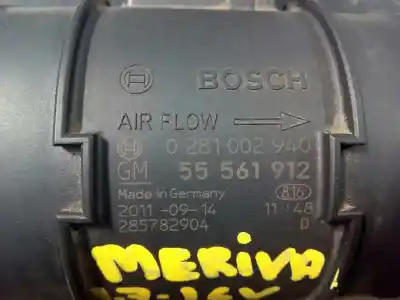 BOSCH
AIR FLOW
0 281 002 940
GM 55 561 912
Made in Germany 816
2011-09-14 11 48
285782904 D
MERIVA